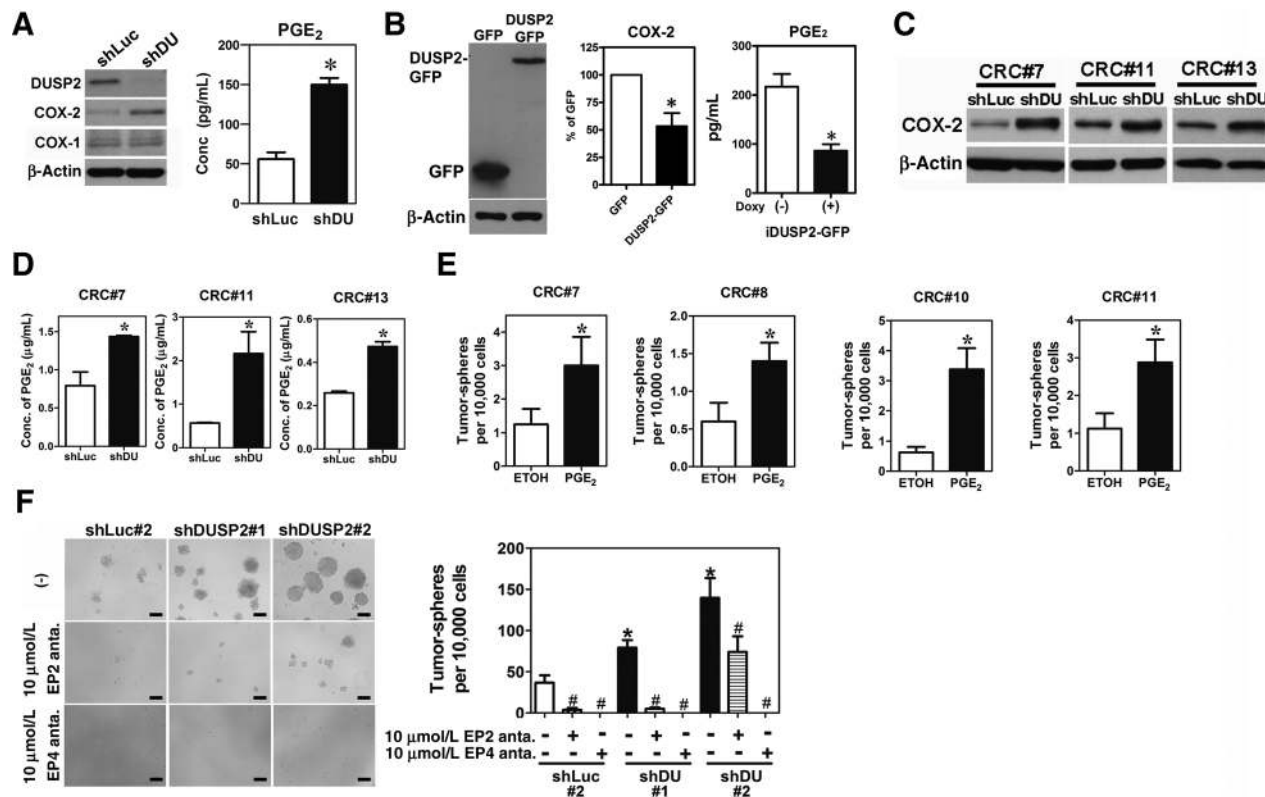 A
shLuc
shDU
DUSP2
COX-2
COX-1
β-Actin
PGE2
Conc (pg/mL)
200
150
100
50
0
*
shLuc shDU
B
GFP
DUSP2 GFP
DUSP2-GFP
GFP
β-Actin
COX-2
% of GFP
125
100
75
50
25
0
*
GFP
DUSP2-GFP
PGE2
pg/mL
300
200
100
0
*
Doxy (-) (+)
iDUSP2-GFP
C
CRC#7 CRC#11 CRC#13
shLuc shDU shLuc shDU shLuc shDU
COX-2
β-Actin
D
CRC#7
Conc. of PGE2 (μg/mL)
1.5
1.0
0.5
0.0
*
shLuc shDU
CRC#11
Conc. of PGE2 (μg/mL)
3
2
1
0
*
shLuc shDU
CRC#13
Conc. of PGE2 (μg/mL)
0.6
0.4
0.2
0.0
*
shLuc shDU
E
CRC#7
Tumor-spheres
per 10,000 cells
4
3
2
1
0
*
ETOH PGE2
CRC#8
Tumor-spheres
per 10,000 cells
2.0
1.5
1.0
0.5
0.0
*
ETOH PGE2
CRC#10
Tumor-spheres
per 10,000 cells
5
4
3
2
1
0
*
ETOH PGE2
CRC#11
Tumor-spheres
per 10,000 cells
4
3
2
1
0
*
ETOH PGE2
F
shLuc#2 shDUSP2#1 shDUSP2#2
(-)
10 μmol/L
EP2 anta.
10 μmol/L
EP4 anta.
Tumor-spheres
per 10,000 cells
200
150
100
50
0
# # * # # * # #
10 μmol/L EP2 anta. - + - - + - - + -
10 μmol/L EP4 anta. - - + - - + - - +
shLuc shDU shDU
#2 #1 #2